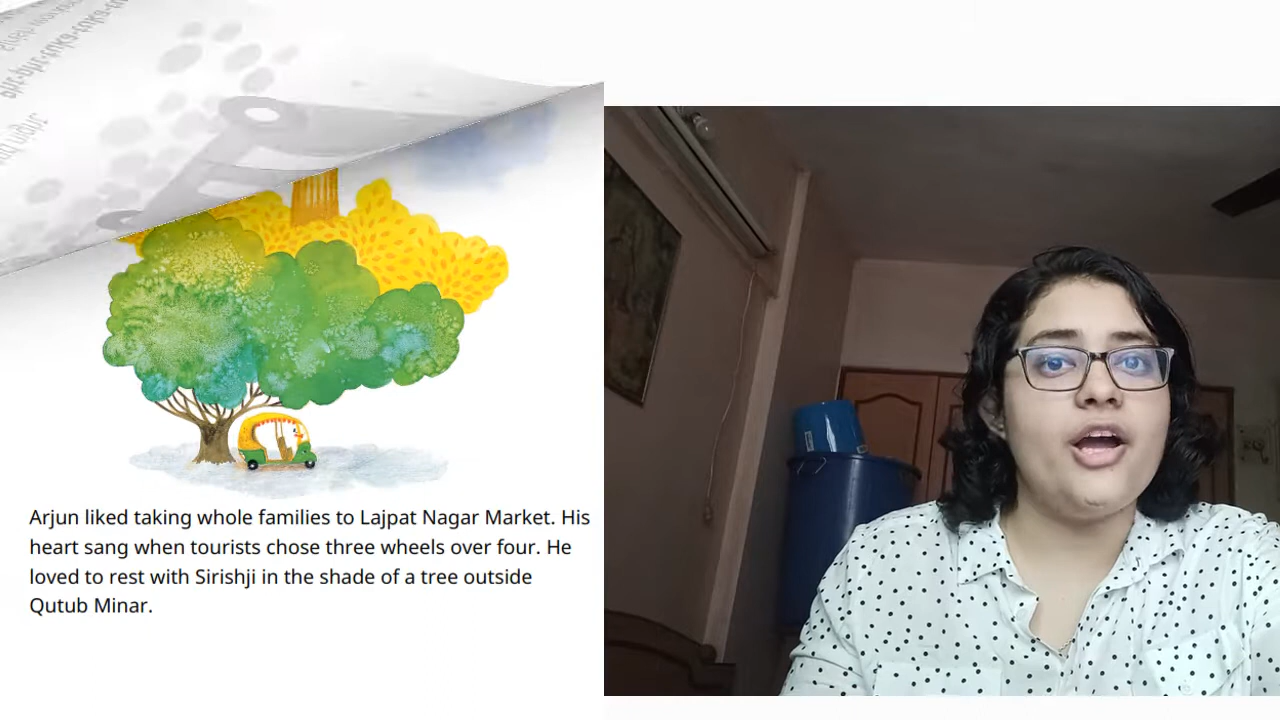 Arjun liked taking whole families to Lajpat Nagar Market. His
heart sang when tourists chose three wheels over four. He
loved to rest with Sirishji in the shade of a tree outside
Qutub Minar.